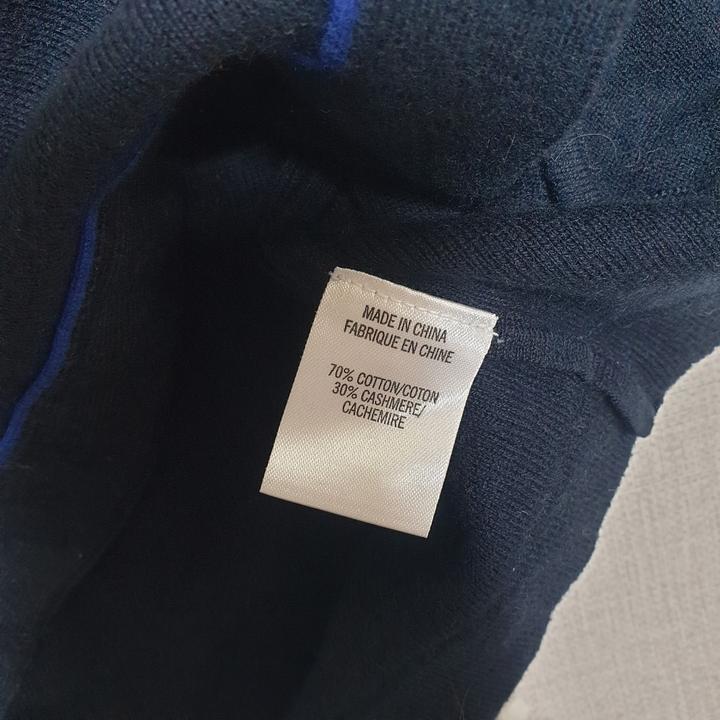 MADE IN CHINA
FABRIQUE EN CHINE
70% COTTON/COTON
30% CASHMERE/
CACHEMIRE